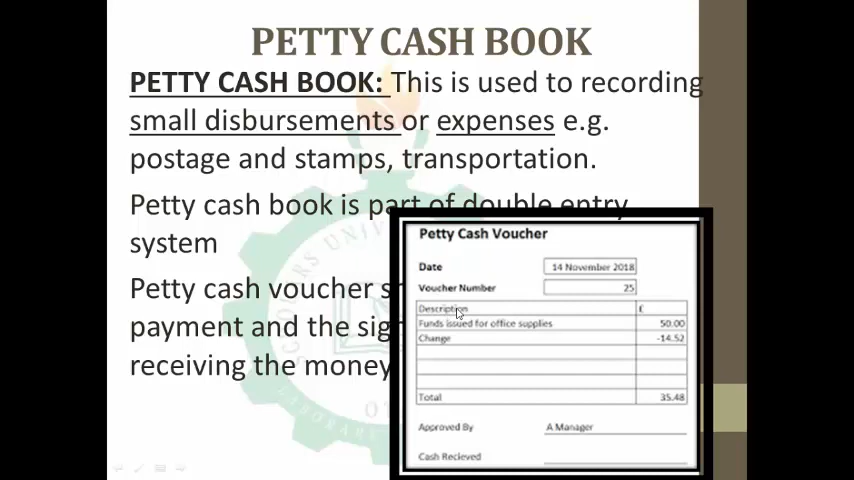 PETTY CASH BOOK
PETTY CASH BOOK: This is used to recording
small disbursements or expenses e.g.
postage and stamps, transportation.
Petty cash book is part of double entry
system
Petty cash voucher
payment and the
receiving the money
Petty Cash Voucher
Date 14 November 2018
Voucher Number 25
Description £
Funds issued for office supplies 50.00
Change -14.52
Total 35.48
Approved By A Manager
Cash Recieved